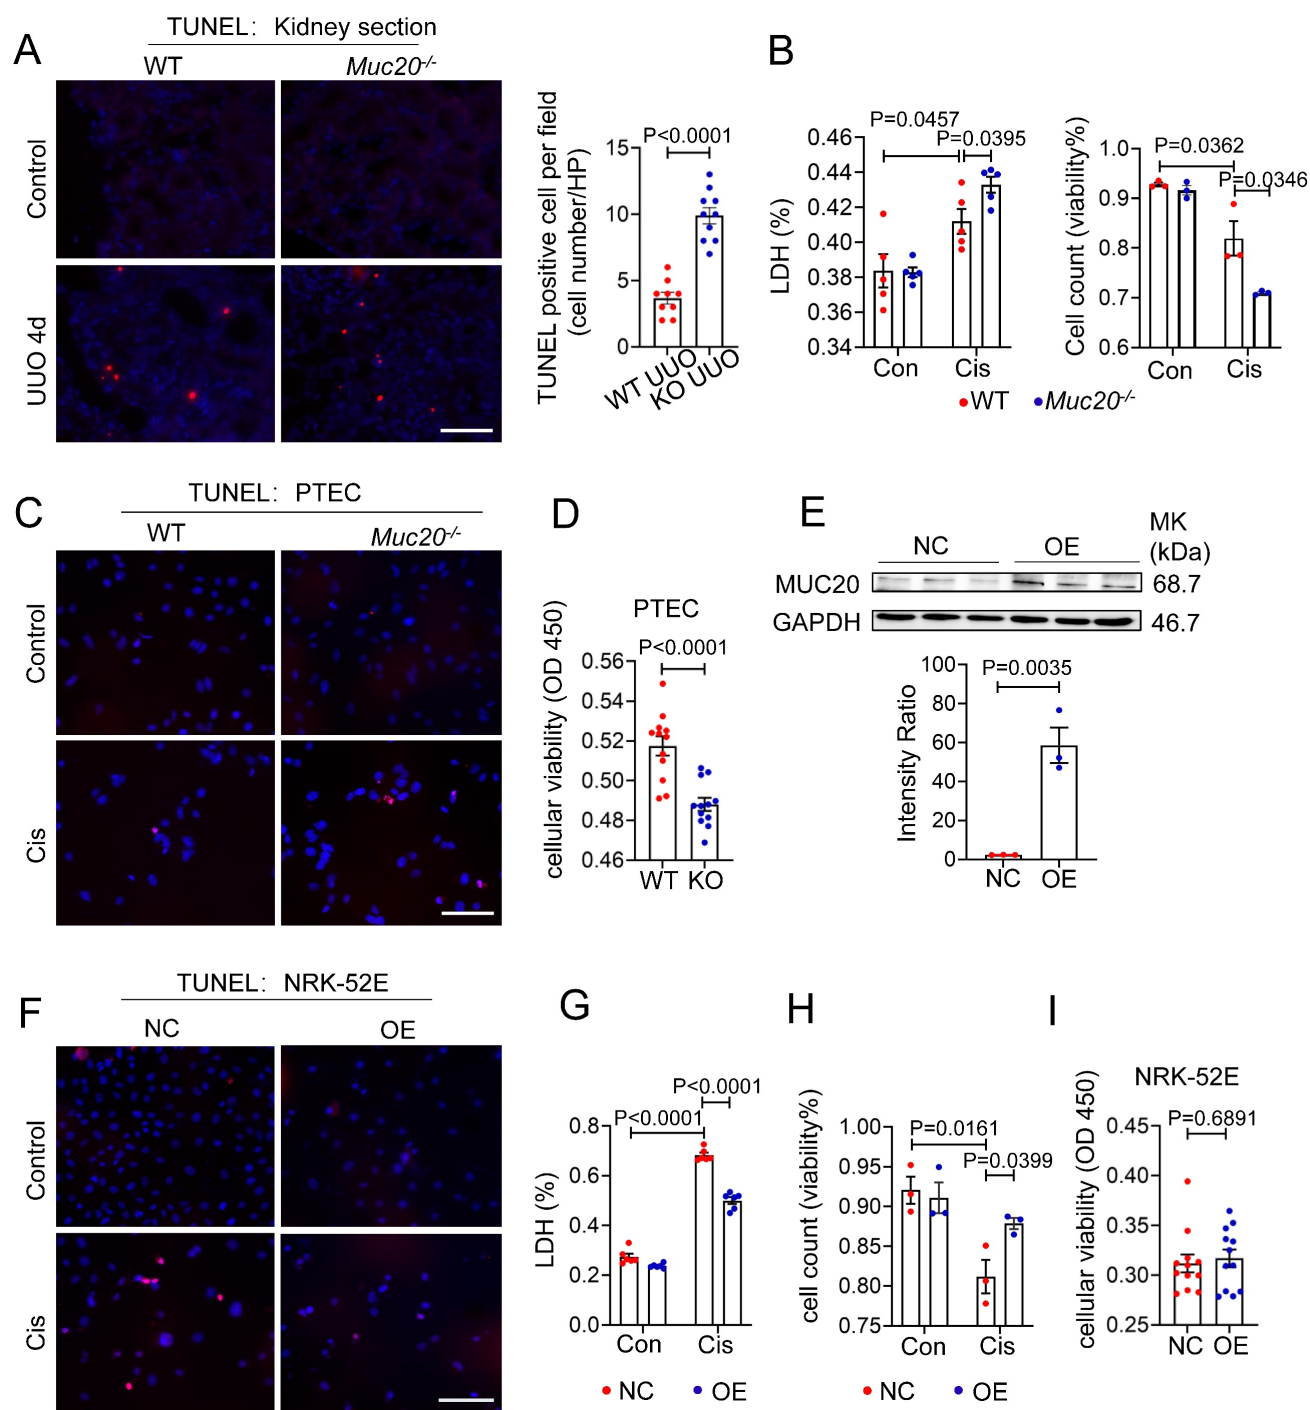 A
TUNEL: Kidney section
WT
Muc20-/-
Control
UUO 4d
TUNEL positive cell per field
(cell number/HP)
P<0.0001
15
10
5
0
WT UUO
KO UUO
B
LDH (%)
P=0.0457
P=0.0395
0.46
0.44
0.42
0.40
0.38
0.36
0.34
Con
Cis
Cell count (viability%)
P=0.0362
P=0.0346
1.0
0.9
0.8
0.7
0.6
Con
Cis
WT
Muc20-/-
C
TUNEL: PTEC
WT
Muc20-/-
Control
Cis
D
PTEC
P<0.0001
cellular viability (OD 450)
0.56
0.54
0.52
0.50
0.48
0.46
WT
KO
E
NC
OE
MK
(kDa)
MUC20
68.7
GAPDH
46.7
P=0.0035
Intensity Ratio
100
80
60
40
20
0
NC
OE
F
TUNEL: NRK-52E
NC
OE
Control
Cis
G
P<0.0001
P<0.0001
LDH (%)
0.8
0.6
0.4
0.2
0.0
Con
Cis
NC
OE
H
P=0.0161
P=0.0399
cell count (viability%)
1.00
0.95
0.90
0.85
0.80
0.75
Con
Cis
NC
OE
I
NRK-52E
P=0.6891
cellular viability (OD 450)
0.45
0.40
0.35
0.30
0.25
NC
OE